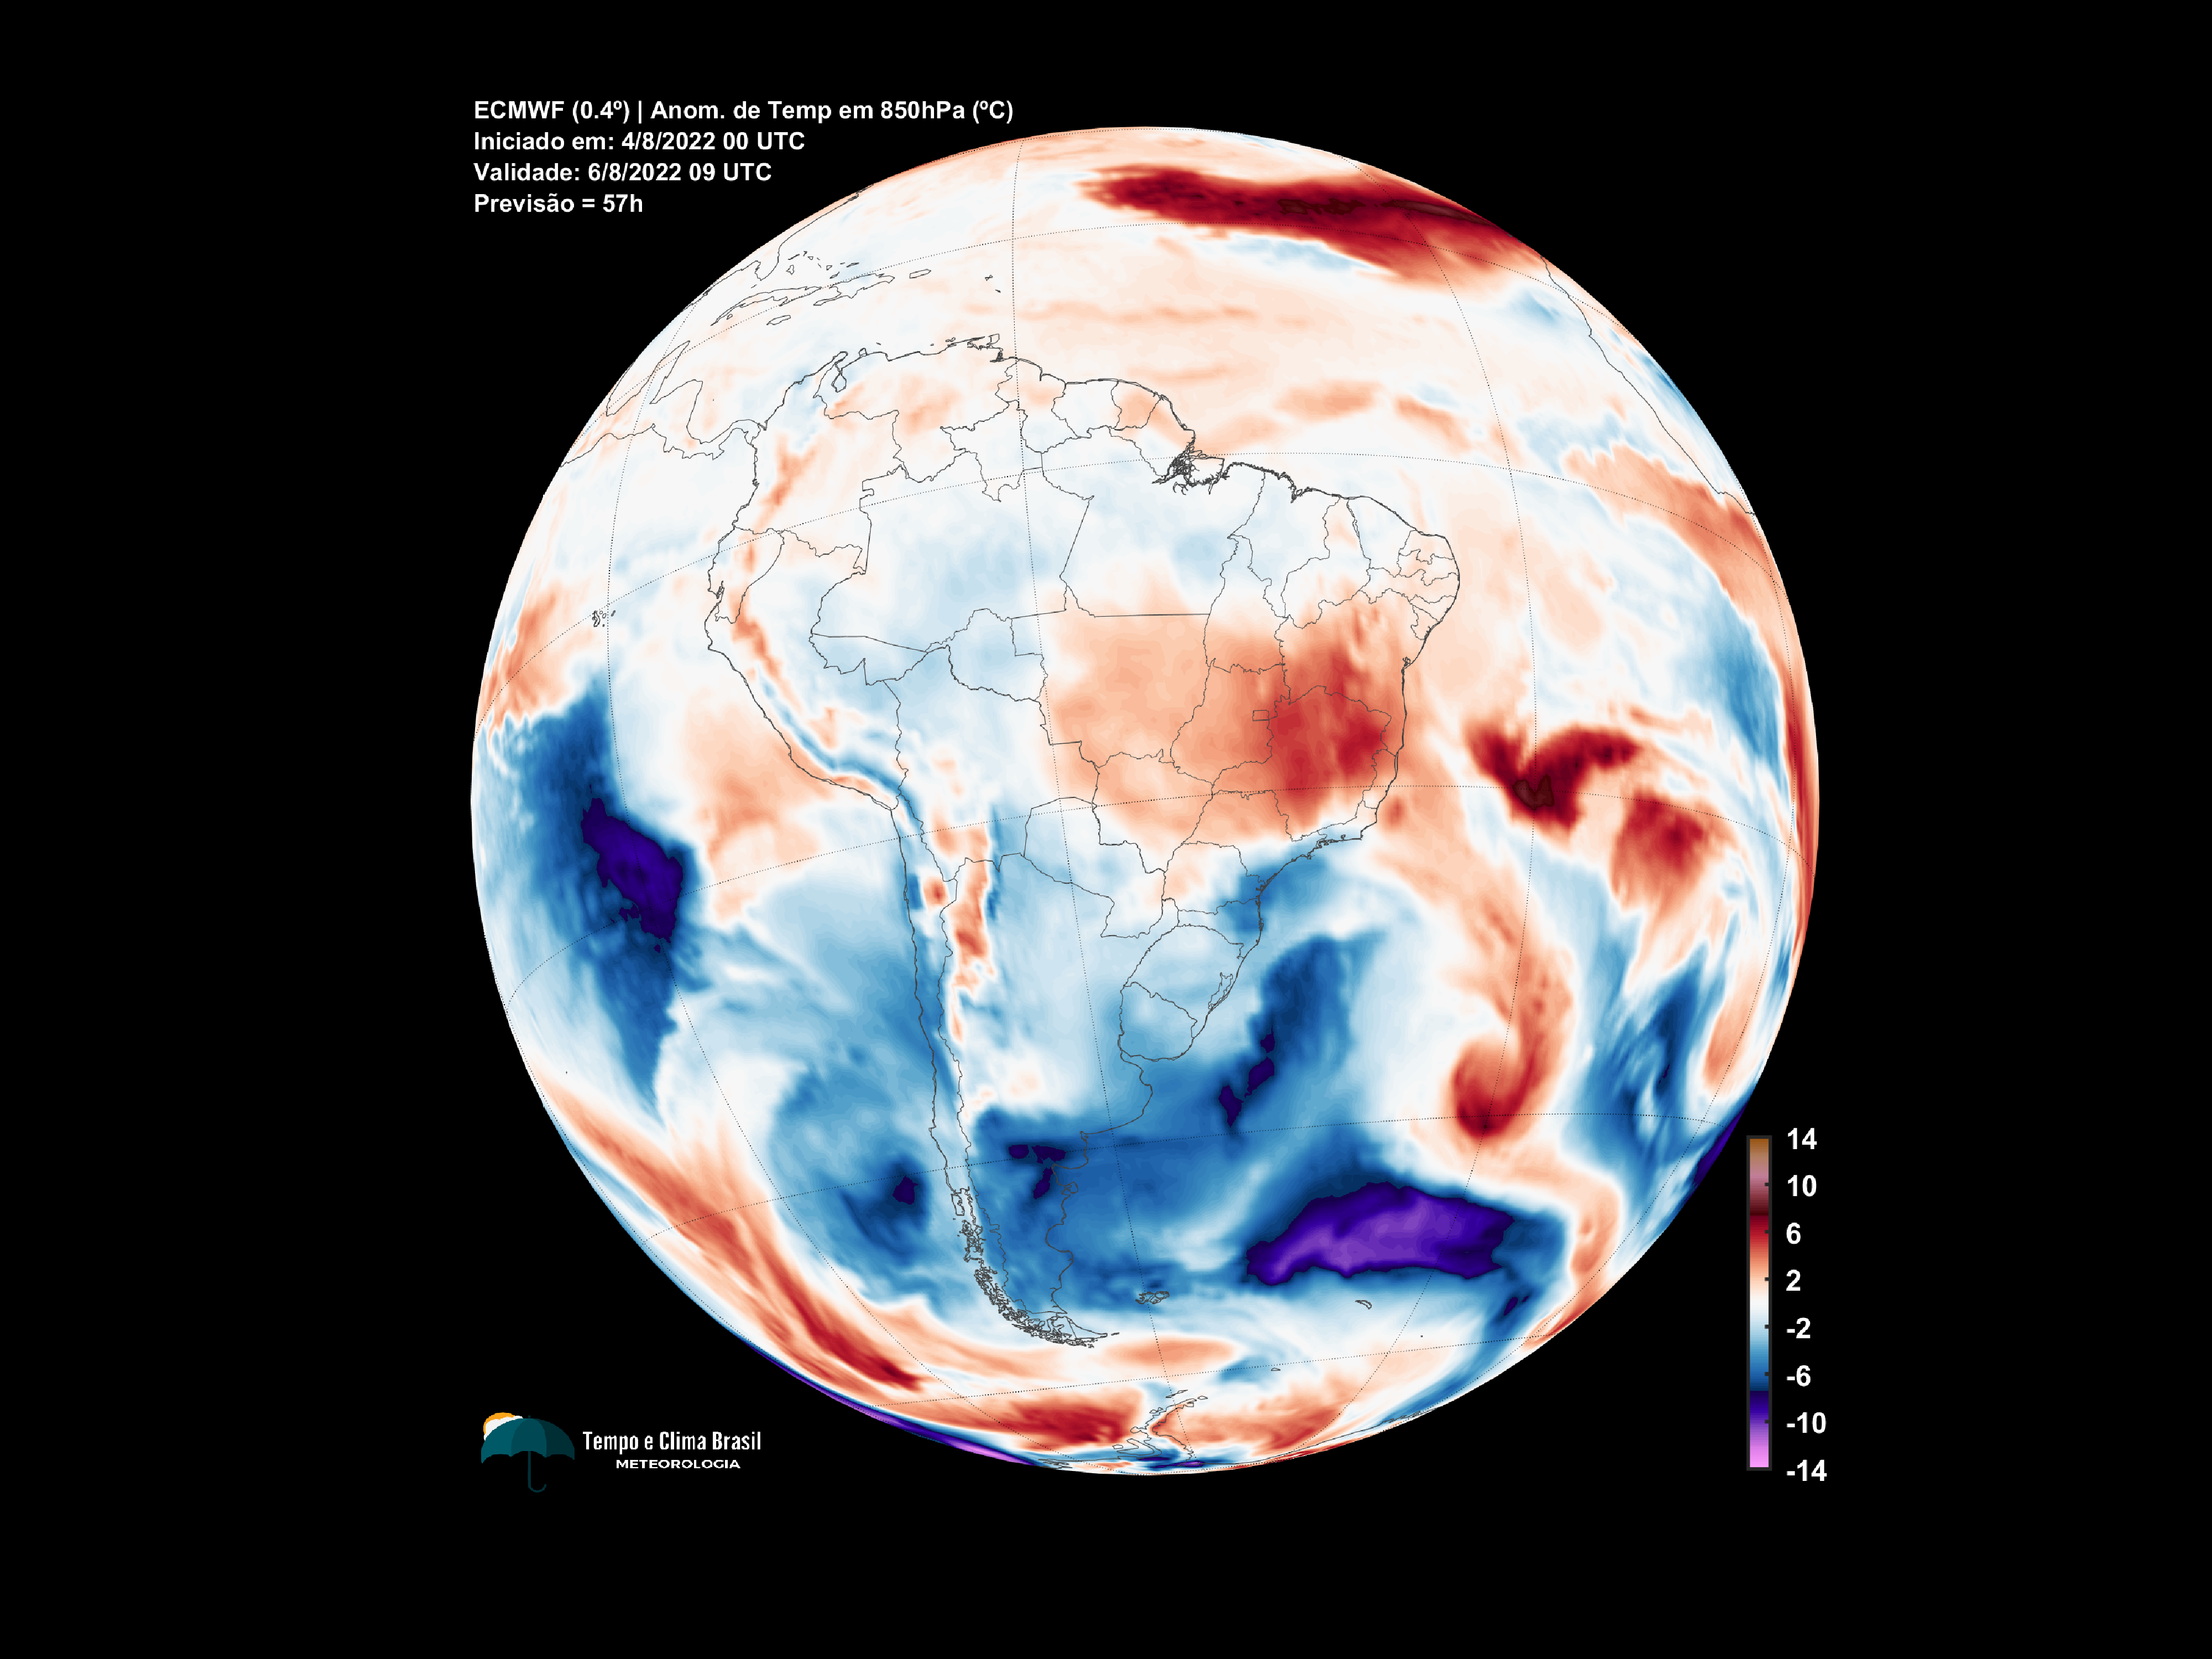 ECMWF (0.4º) | Anom. de Temp em 850hPa (ºC)
Iniciado em: 4/8/2022 00 UTC
Validade: 6/8/2022 09 UTC
Previsão = 57h
14
10
6
2
-2
-6
-10
-14
Tempo e Clima Brasil
METEOROLOGIA